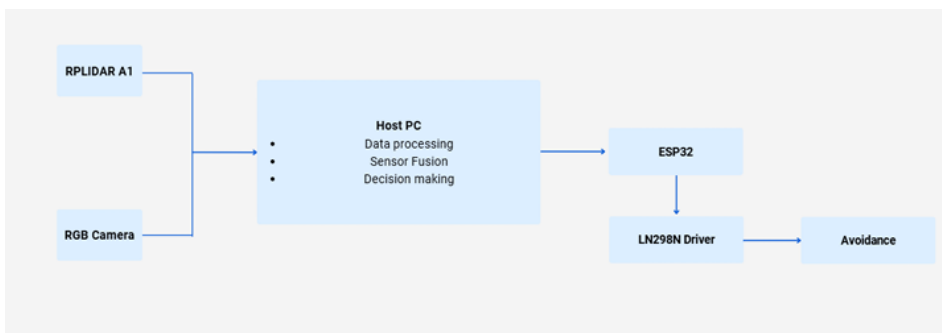 RPLIDAR A1
RGB Camera
Host PC
• Data processing
• Sensor Fusion
• Decision making
ESP32
LN298N Driver
Avoidance